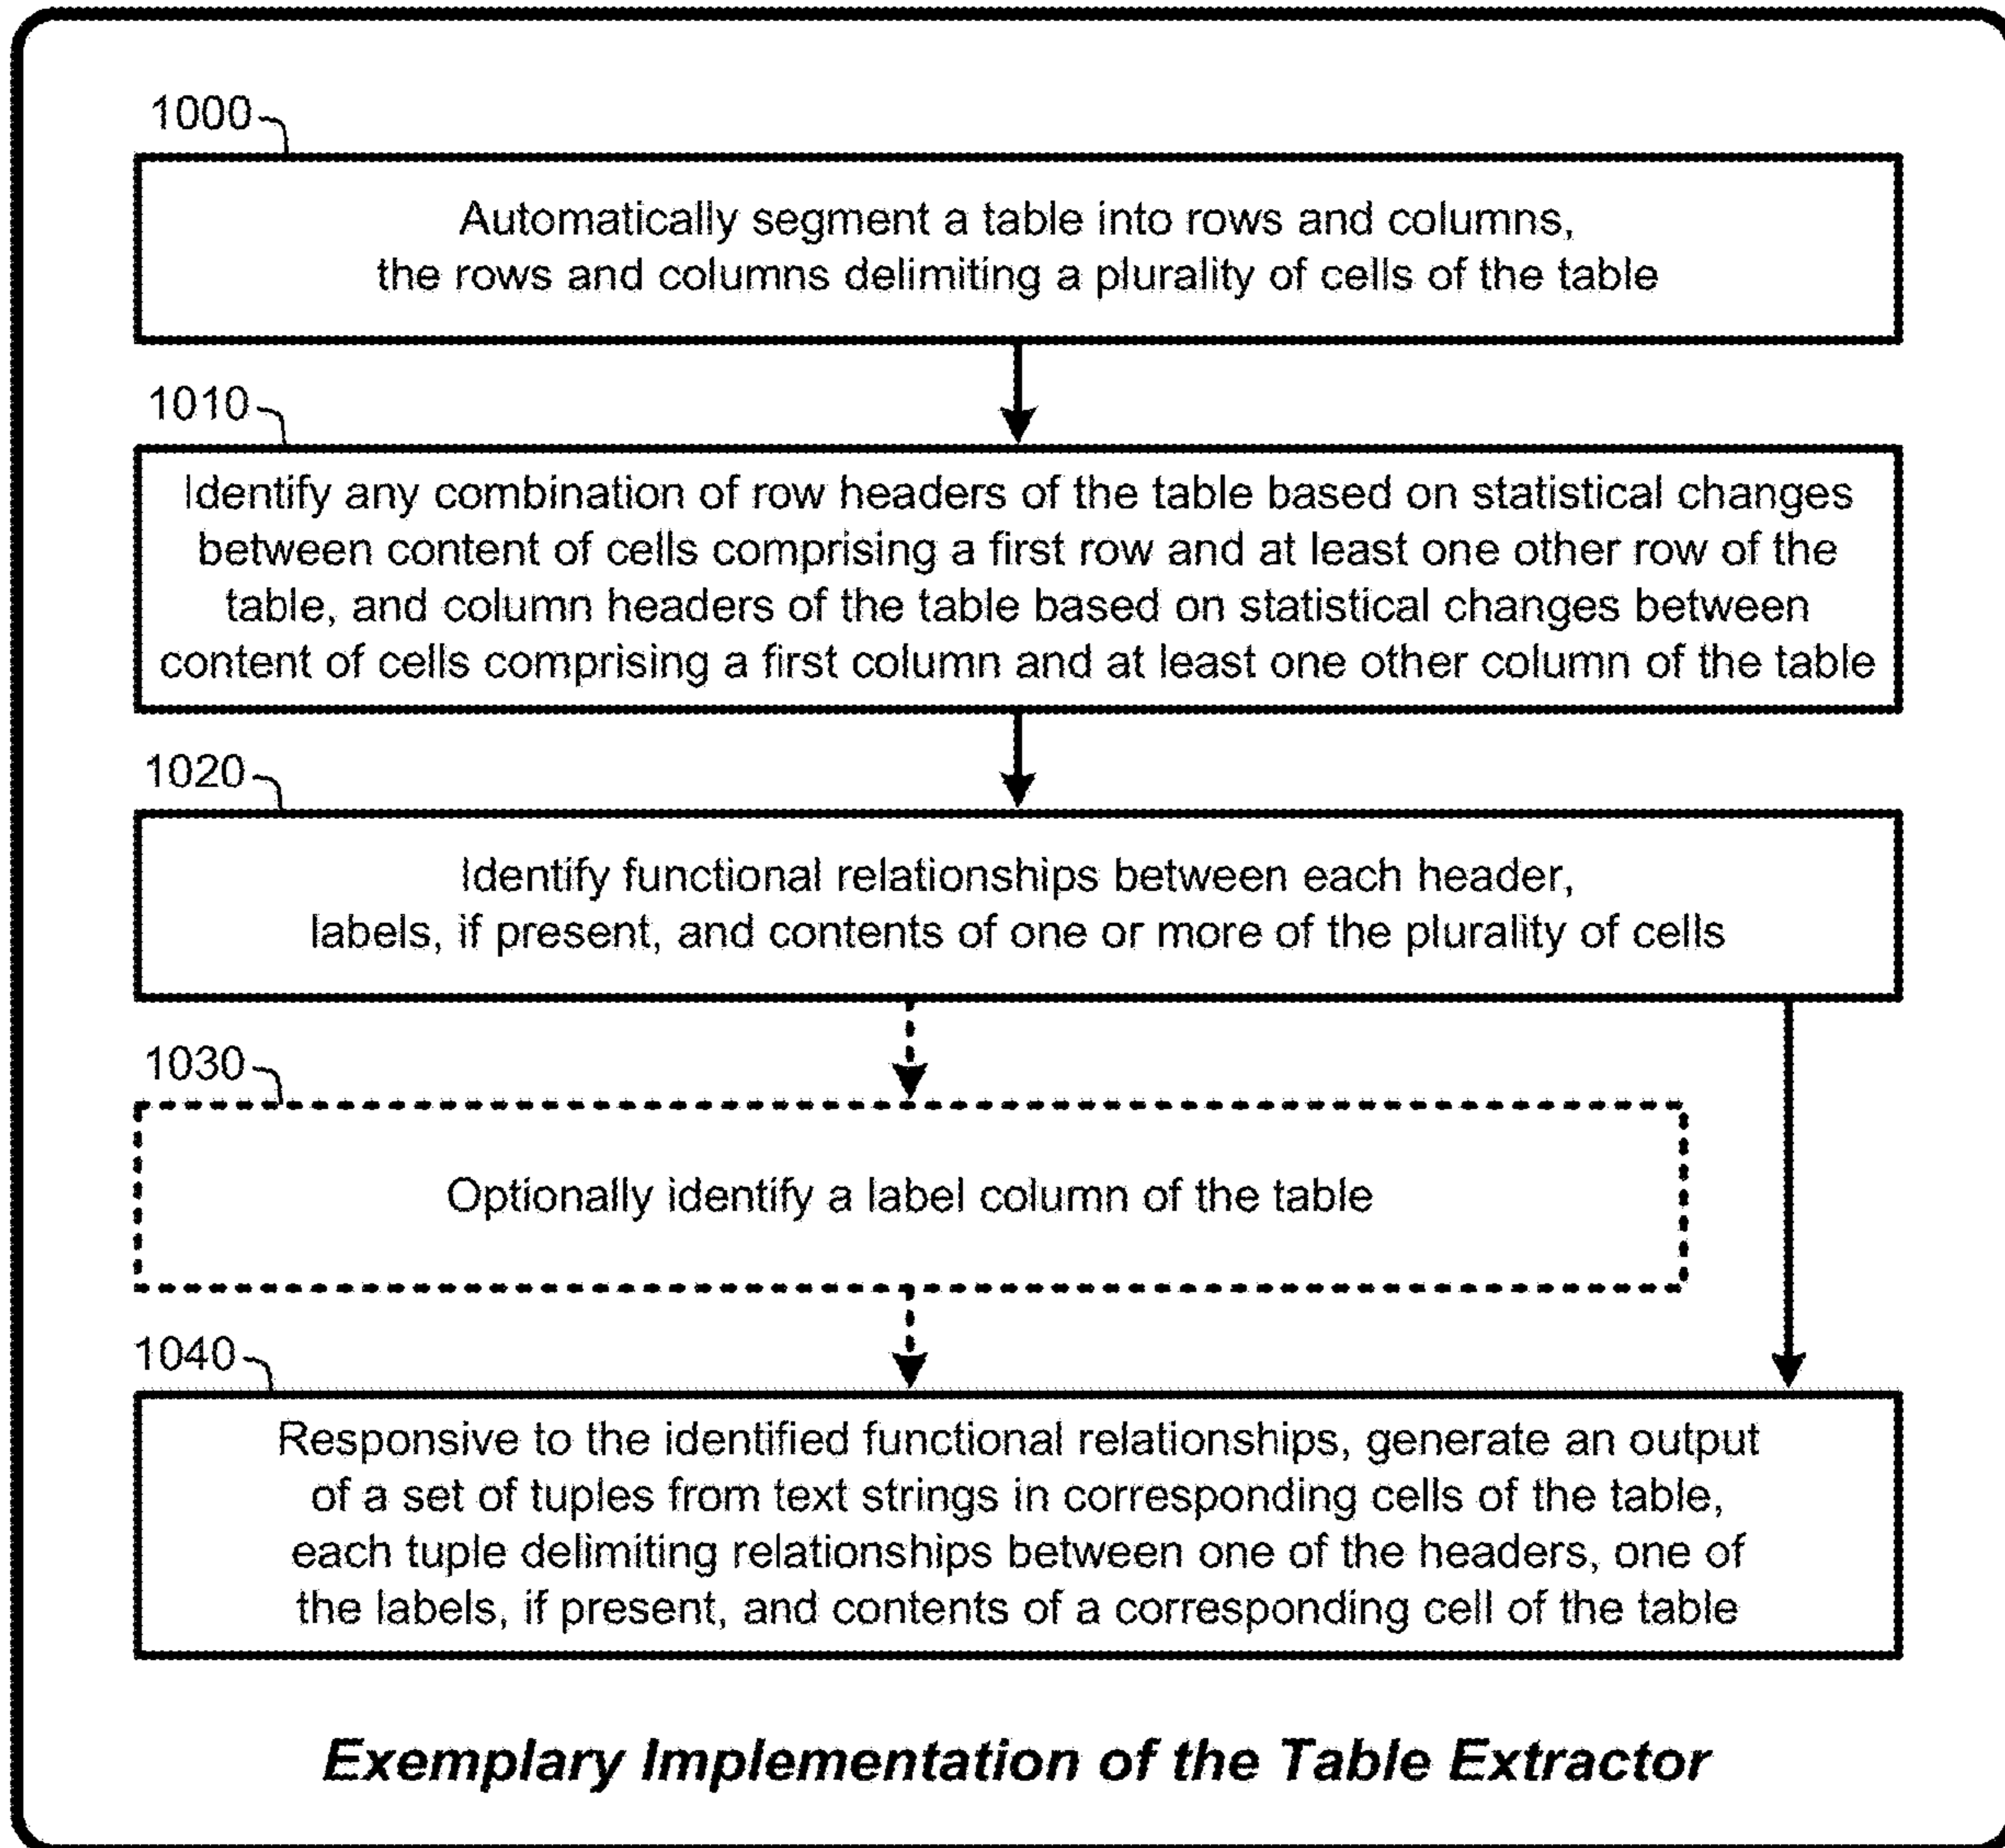 1000
Automatically segment a table into rows and columns,
the rows and columns delimiting a plurality of cells of the table
1010
Identify any combination of row headers of the table based on statistical changes
between content of cells comprising a first row and at least one other row of the
table, and column headers of the table based on statistical changes between
content of cells comprising a first column and at least one other column of the table
1020
Identify functional relationships between each header,
labels, if present, and contents of one or more of the plurality of cells
1030
Optionally identify a label column of the table
1040
Responsive to the identified functional relationships, generate an output
of a set of tuples from text strings in corresponding cells of the table,
each tuple delimiting relationships between one of the headers, one of
the labels, if present, and contents of a corresponding cell of the table
Exemplary Implementation of the Table Extractor